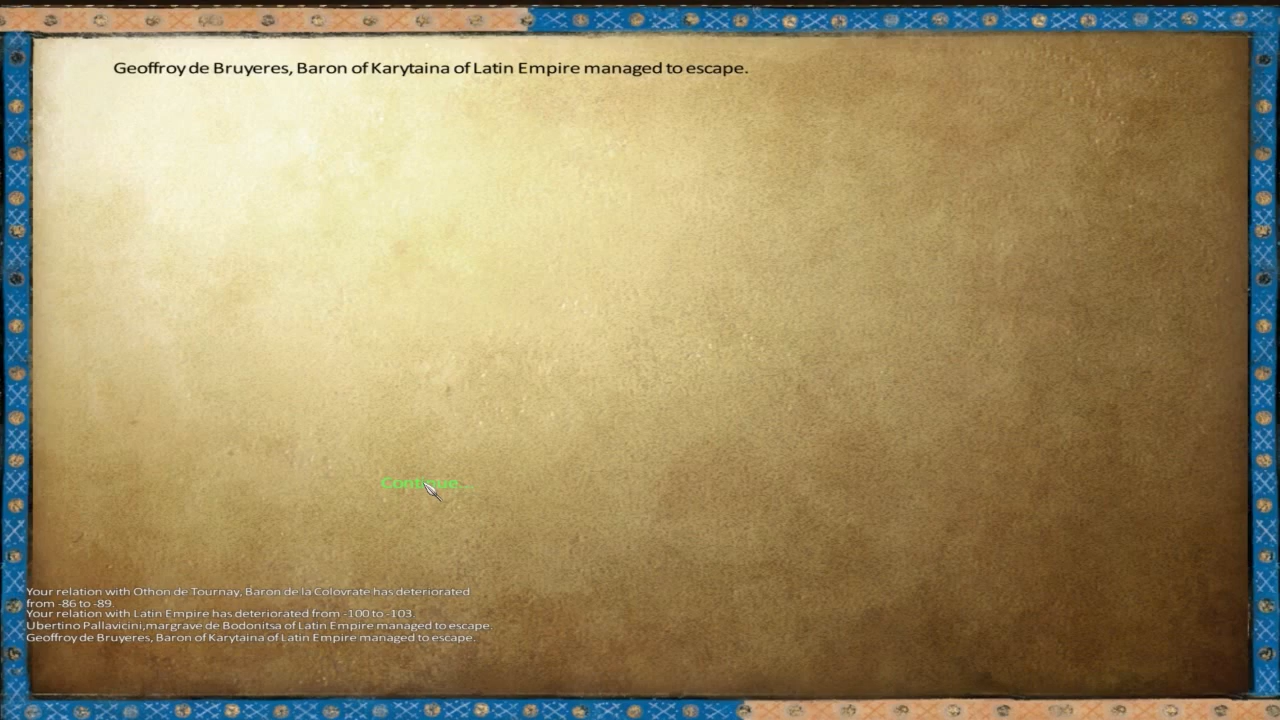 Geoffroy de Bruyeres, Baron of Karytaina of Latin Empire managed to escape.
Continue...
Your relation with Othon de Tournay, Baron de la Colovrate has deteriorated
from -86 to -89.
Your relation with Latin Empire has deteriorated from -100 to -103.
Ubertino Pallavicini,margrave de Bodonitsa of Latin Empire managed to escape.
Geoffroy de Bruyeres, Baron of Karytaina of Latin Empire managed to escape.